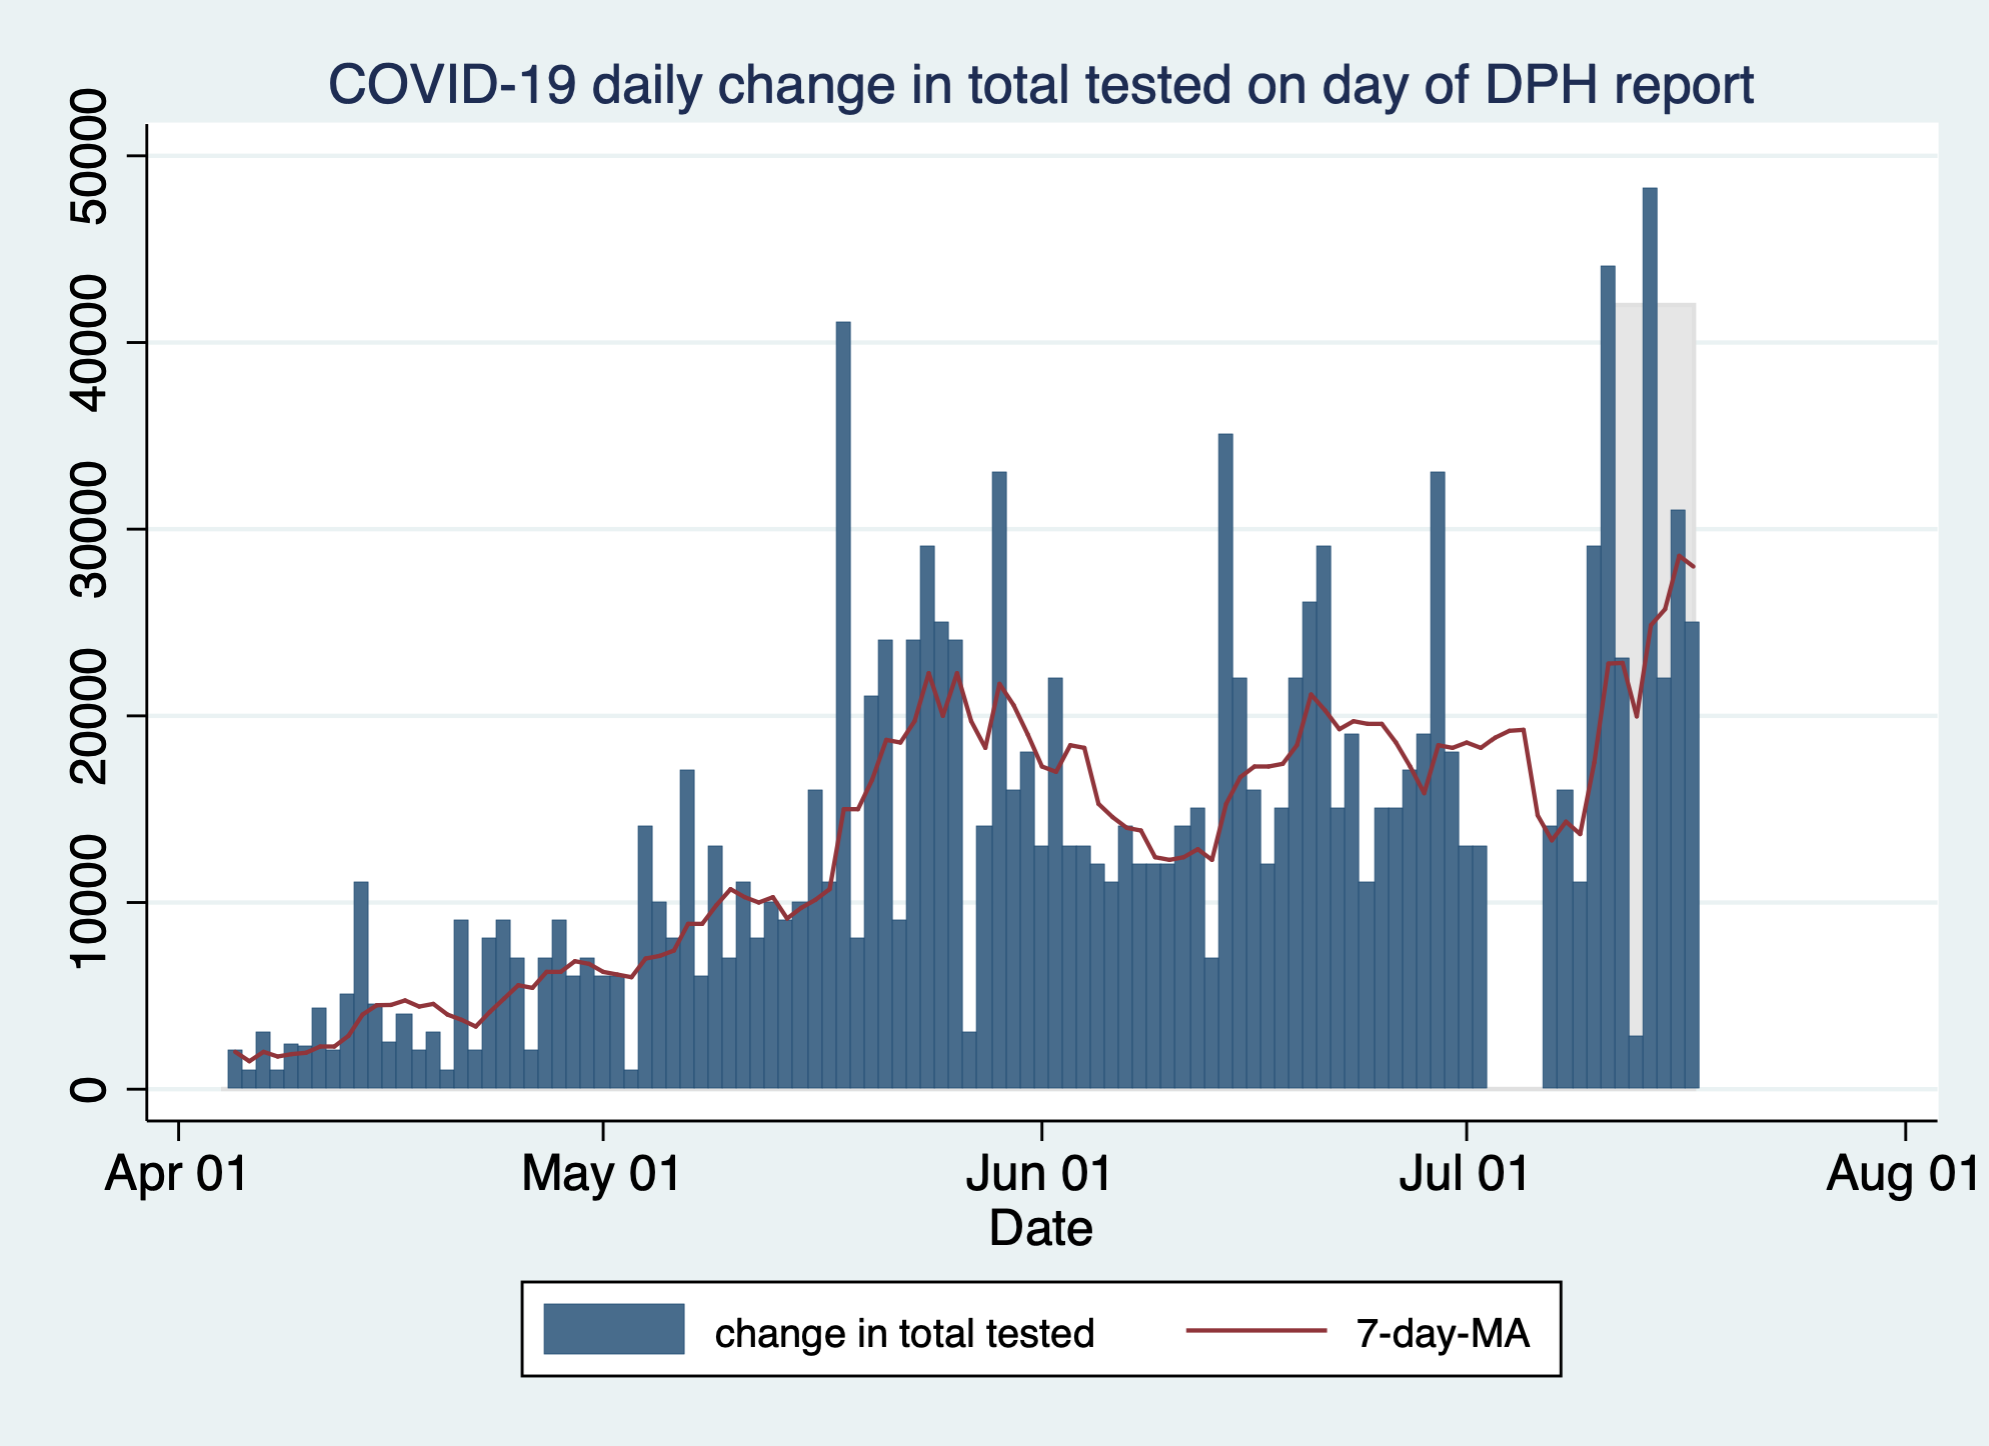 COVID-19 daily change in total tested on day of DPH report
50000
40000
30000
20000
10000
0
Apr 01 May 01 Jun 01 Jul 01 Aug 01
Date
change in total tested 7-day-MA